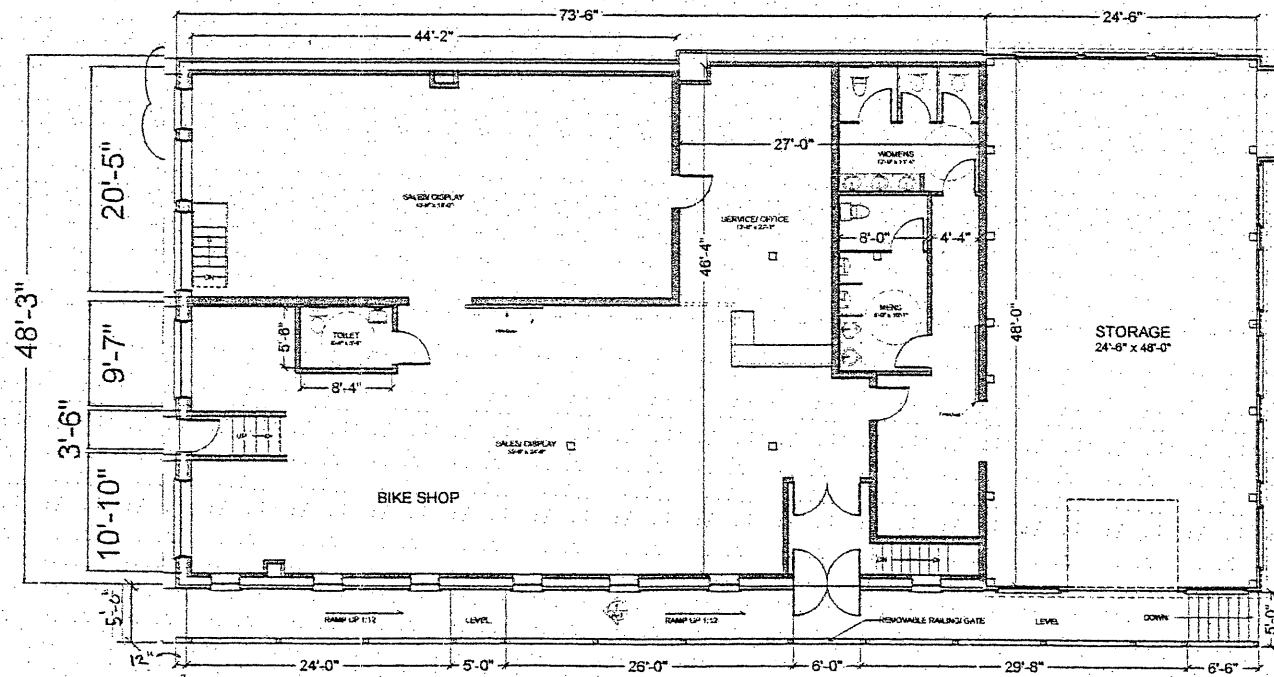 73'-6"
24'-6"
44'-2"
48'-3"
20'-5"
9'-7"
3'-6"
10'-10"
5'-0"
12"
SALES/ DISPLAY
27'-0"
46'-4"
SERVICE/ OFFICE
WOMENS
8'-0"
4'-4"
MENS
48'-0"
STORAGE
24'-6" x 48'-0"
TOILET
5'-6"
8'-4"
UP
SALES/ DISPLAY
BIKE SHOP
RAMP UP 1:12
LEVEL
RAMP UP 1:12
REMOVABLE RAILING/ GATE
LEVEL
DOWN
5'-0"
24'-0"
5'-0"
26'-0"
6'-0"
29'-8"
6'-6"